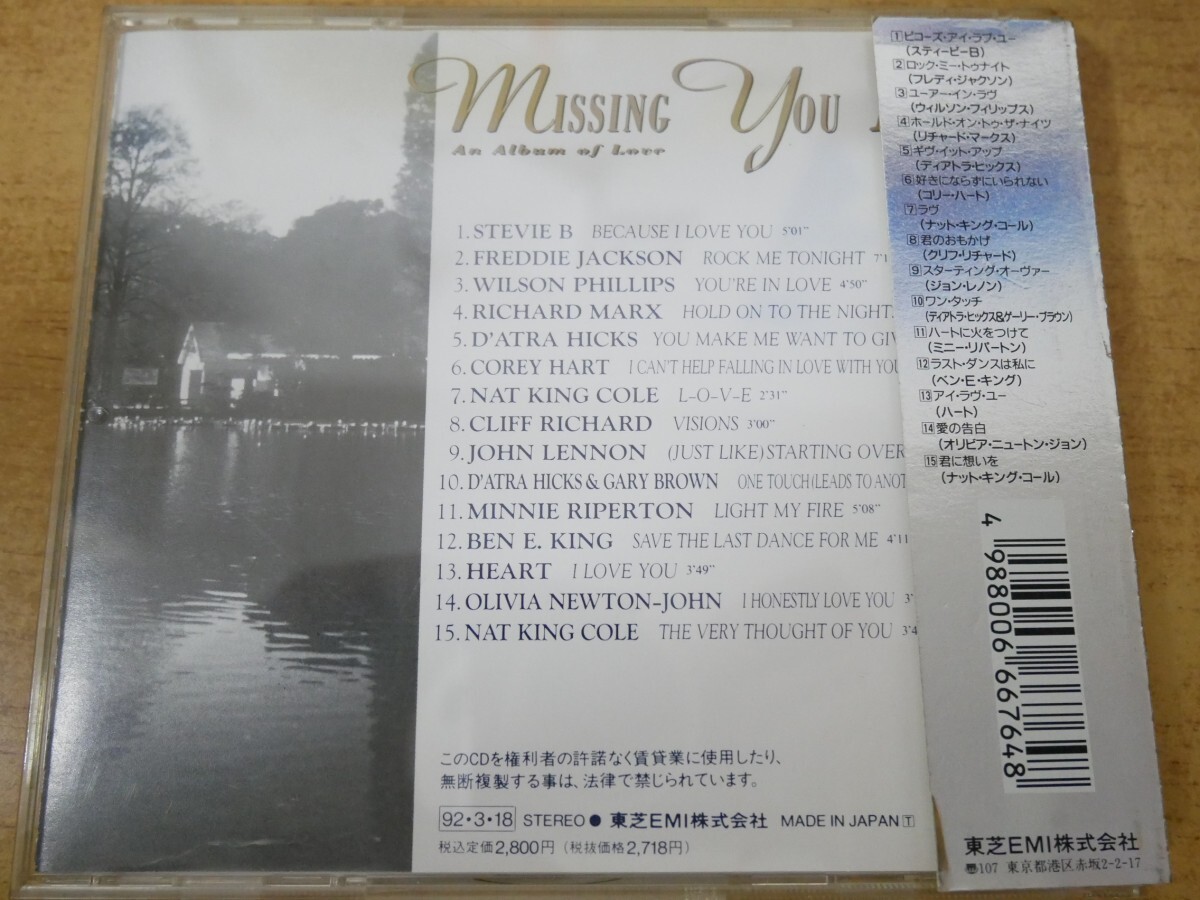 MISSING YOU
An Album of Love
1. STEVIE B BECAUSE I LOVE YOU 5'01"
2. FREDDIE JACKSON ROCK ME TONIGHT 7'1
3. WILSON PHILLIPS YOU'RE IN LOVE 4'50"
4. RICHARD MARX HOLD ON TO THE NIGHT
5. D'ATRA HICKS YOU MAKE ME WANT TO GIV
6. COREY HART I CAN'T HELP FALLING IN LOVE WITH YOU
7. NAT KING COLE L-O-V-E 2'31"
8. CLIFF RICHARD VISIONS 3'00"
9. JOHN LENNON (JUST LIKE) STARTING OVER
10. D'ATRA HICKS & GARY BROWN ONE TOUCH (LEADS TO ANOT
11. MINNIE RIPERTON LIGHT MY FIRE 5'08"
12. BEN E. KING SAVE THE LAST DANCE FOR ME 4'11
13. HEART I LOVE YOU 3'49"
14. OLIVIA NEWTON-JOHN I HONESTLY LOVE YOU 3'
15. NAT KING COLE THE VERY THOUGHT OF YOU 3'4
このCDを権利者の許諾なく賃貸業に使用したり、
無断複製する事は、法律で禁じられています。
92・3・18 STEREO ● 東芝EMI株式会社 MADE IN JAPAN T
税込定価2,800円 (税抜価格2,718円)
1 ビコーズ・アイ・ラブ・ユー
(スティービーB)
2 ロック・ミー・トゥナイト
(フレディ・ジャクソン)
3 ユーアー・イン・ラヴ
(ウィルソン・フィリップス)
4 ホールド・オン・トゥ・ザ・ナイツ
(リチャード・マークス)
5 ギヴ・イット・アップ
(ディアトラ・ヒックス)
6 好きにならずにいられない
(コリー・ハート)
7 ラヴ
(ナット・キング・コール)
8 君のおもかげ
(クリフ・リチャード)
9 スターティング・オーヴァー
(ジョン・レノン)
10 ワン・タッチ
(ディアトラ・ヒックス&ゲーリー・ブラウン)
11 ハートに火をつけて
(ミニー・リパートン)
12 ラスト・ダンスは私に
(ベン・E・キング)
13 アイ・ラヴ・ユー
(ハート)
14 愛の告白
(オリビア・ニュートン・ジョン)
15 君に想いを
(ナット・キング・コール)
4 988006 667648
東芝EMI株式会社
〒107 東京都港区赤坂2-2-17